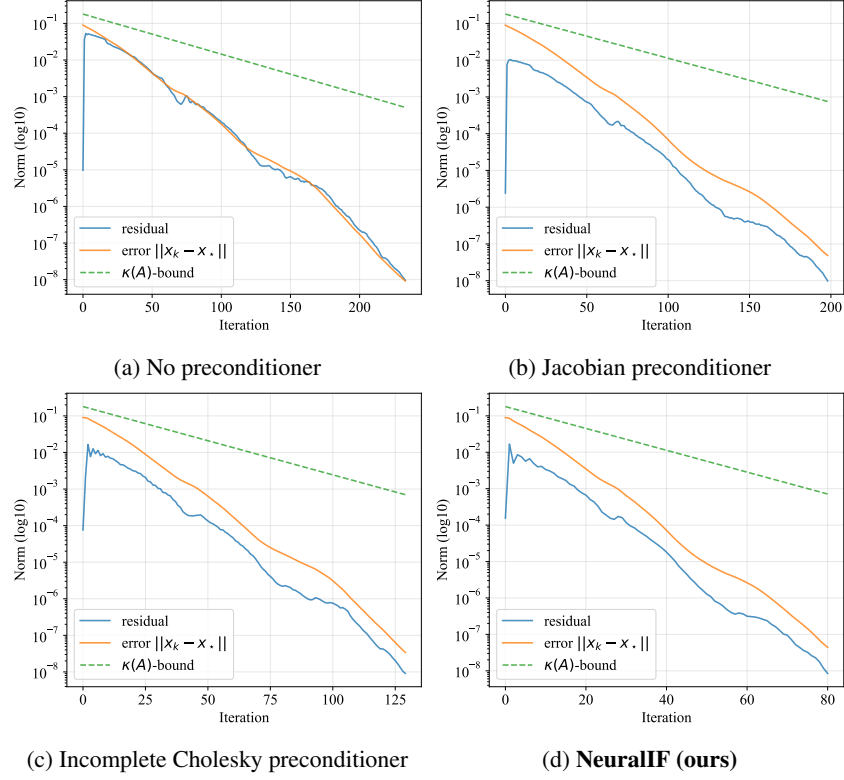 10⁻¹
10⁻²
10⁻³
10⁻⁴
10⁻⁵
10⁻⁶
10⁻⁷
10⁻⁸
Norm (log10)
residual
error ||x_k − x_⋆||
κ(A)-bound
0 50 100 150 200
Iteration
(a) No preconditioner
10⁻¹
10⁻²
10⁻³
10⁻⁴
10⁻⁵
10⁻⁶
10⁻⁷
10⁻⁸
Norm (log10)
residual
error ||x_k − x_⋆||
κ(A)-bound
0 50 100 150 200
Iteration
(b) Jacobian preconditioner
10⁻¹
10⁻²
10⁻³
10⁻⁴
10⁻⁵
10⁻⁶
10⁻⁷
10⁻⁸
Norm (log10)
residual
error ||x_k − x_⋆||
κ(A)-bound
0 25 50 75 100 125
Iteration
(c) Incomplete Cholesky preconditioner
10⁻¹
10⁻²
10⁻³
10⁻⁴
10⁻⁵
10⁻⁶
10⁻⁷
10⁻⁸
Norm (log10)
residual
error ||x_k − x_⋆||
κ(A)-bound
0 20 40 60 80
Iteration
(d) NeuralIF (ours)